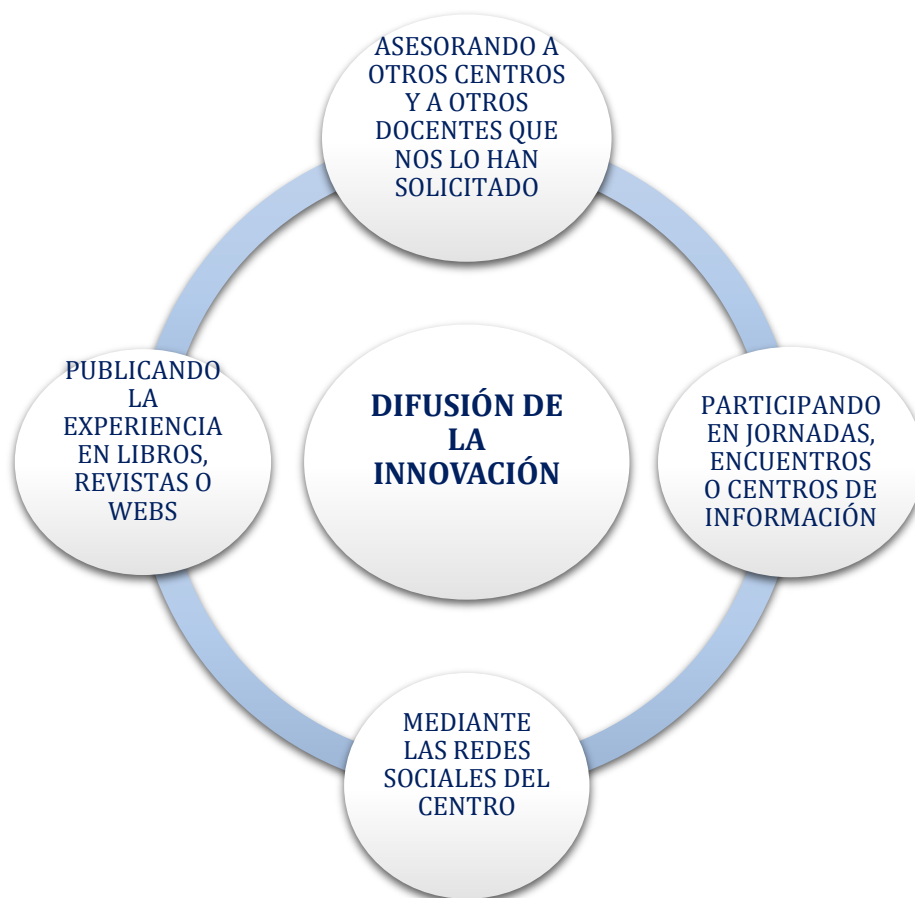 ASESORANDO A
OTROS CENTROS
Y A OTROS
DOCENTES QUE
NOS LO HAN
SOLICITADO
PUBLICANDO
LA
EXPERIENCIA
EN LIBROS,
REVISTAS O
WEBS
DIFUSIÓN DE
LA
INNOVACIÓN
PARTICIPANDO
EN JORNADAS,
ENCUENTROS
O CENTROS DE
INFORMACIÓN
MEDIANTE
LAS REDES
SOCIALES DEL
CENTRO